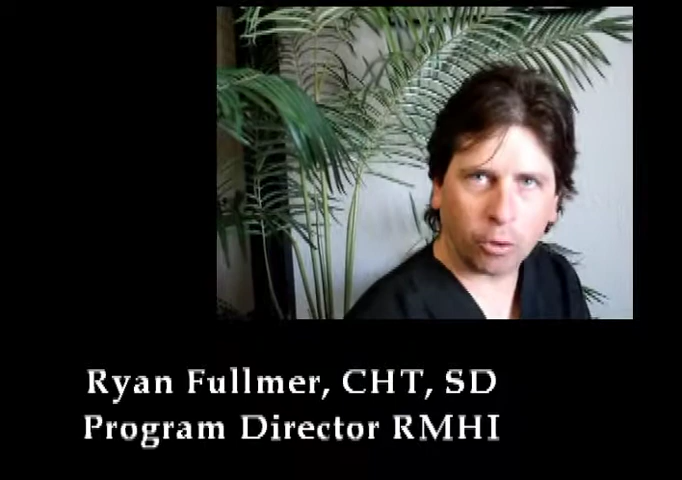 Ryan Fullmer, CHT, SD
Program Director RMHI